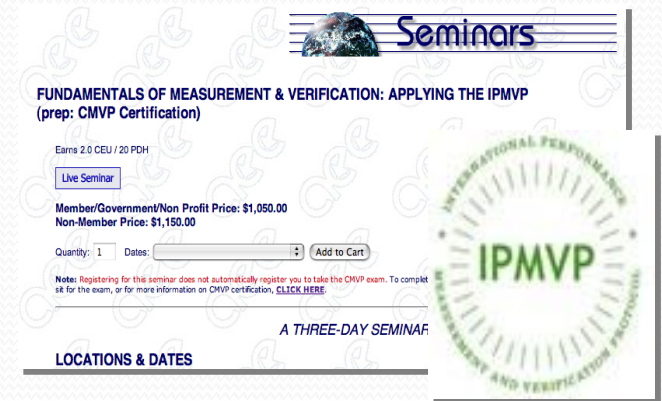 Seminars
FUNDAMENTALS OF MEASUREMENT & VERIFICATION: APPLYING THE IPMVP
(prep: CMVP Certification)
Earns 2.0 CEU / 20 PDH
Live Seminar
Member/Government/Non Profit Price: $1,050.00
Non-Member Price: $1,150.00
Quantity: 1 Dates: Add to Cart
Note: Registering for this seminar does not automatically register you to take the CMVP exam. To complet
sit for the exam, or for more information on CMVP certification, CLICK HERE.
A THREE-DAY SEMINAR
LOCATIONS & DATES
INTERNATIONAL PERFORMANCE
IPMVP
MEASUREMENT AND VERIFICATION PROTOCOL